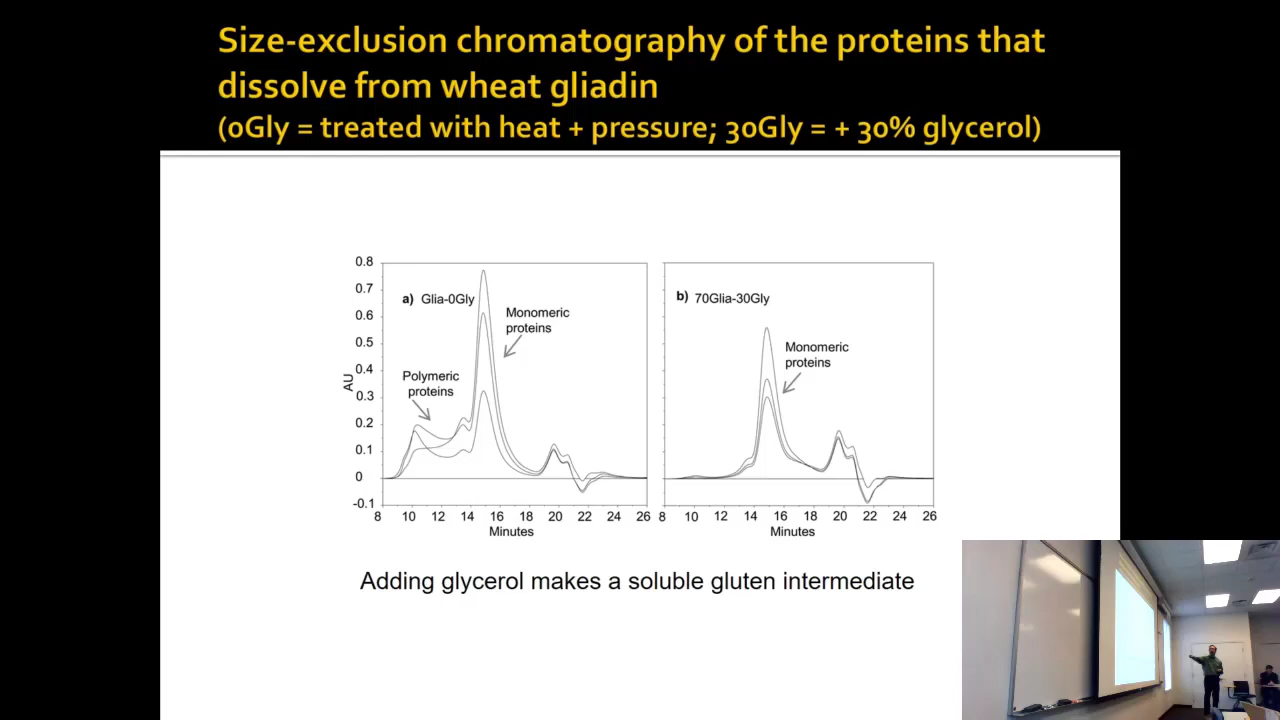 Size-exclusion chromatography of the proteins that
dissolve from wheat gliadin
(0Gly = treated with heat + pressure; 30Gly = + 30% glycerol)
0.8
0.7
0.6
0.5
0.4
0.3
0.2
0.1
0
-0.1
AU
a) Glia-0Gly
Monomeric
proteins
Polymeric
proteins
8 10 12 14 16 18 20 22 24 26
Minutes
b) 70Glia-30Gly
Monomeric
proteins
8 10 12 14 16 18 20 22 24 26
Minutes
Adding glycerol makes a soluble gluten intermediate